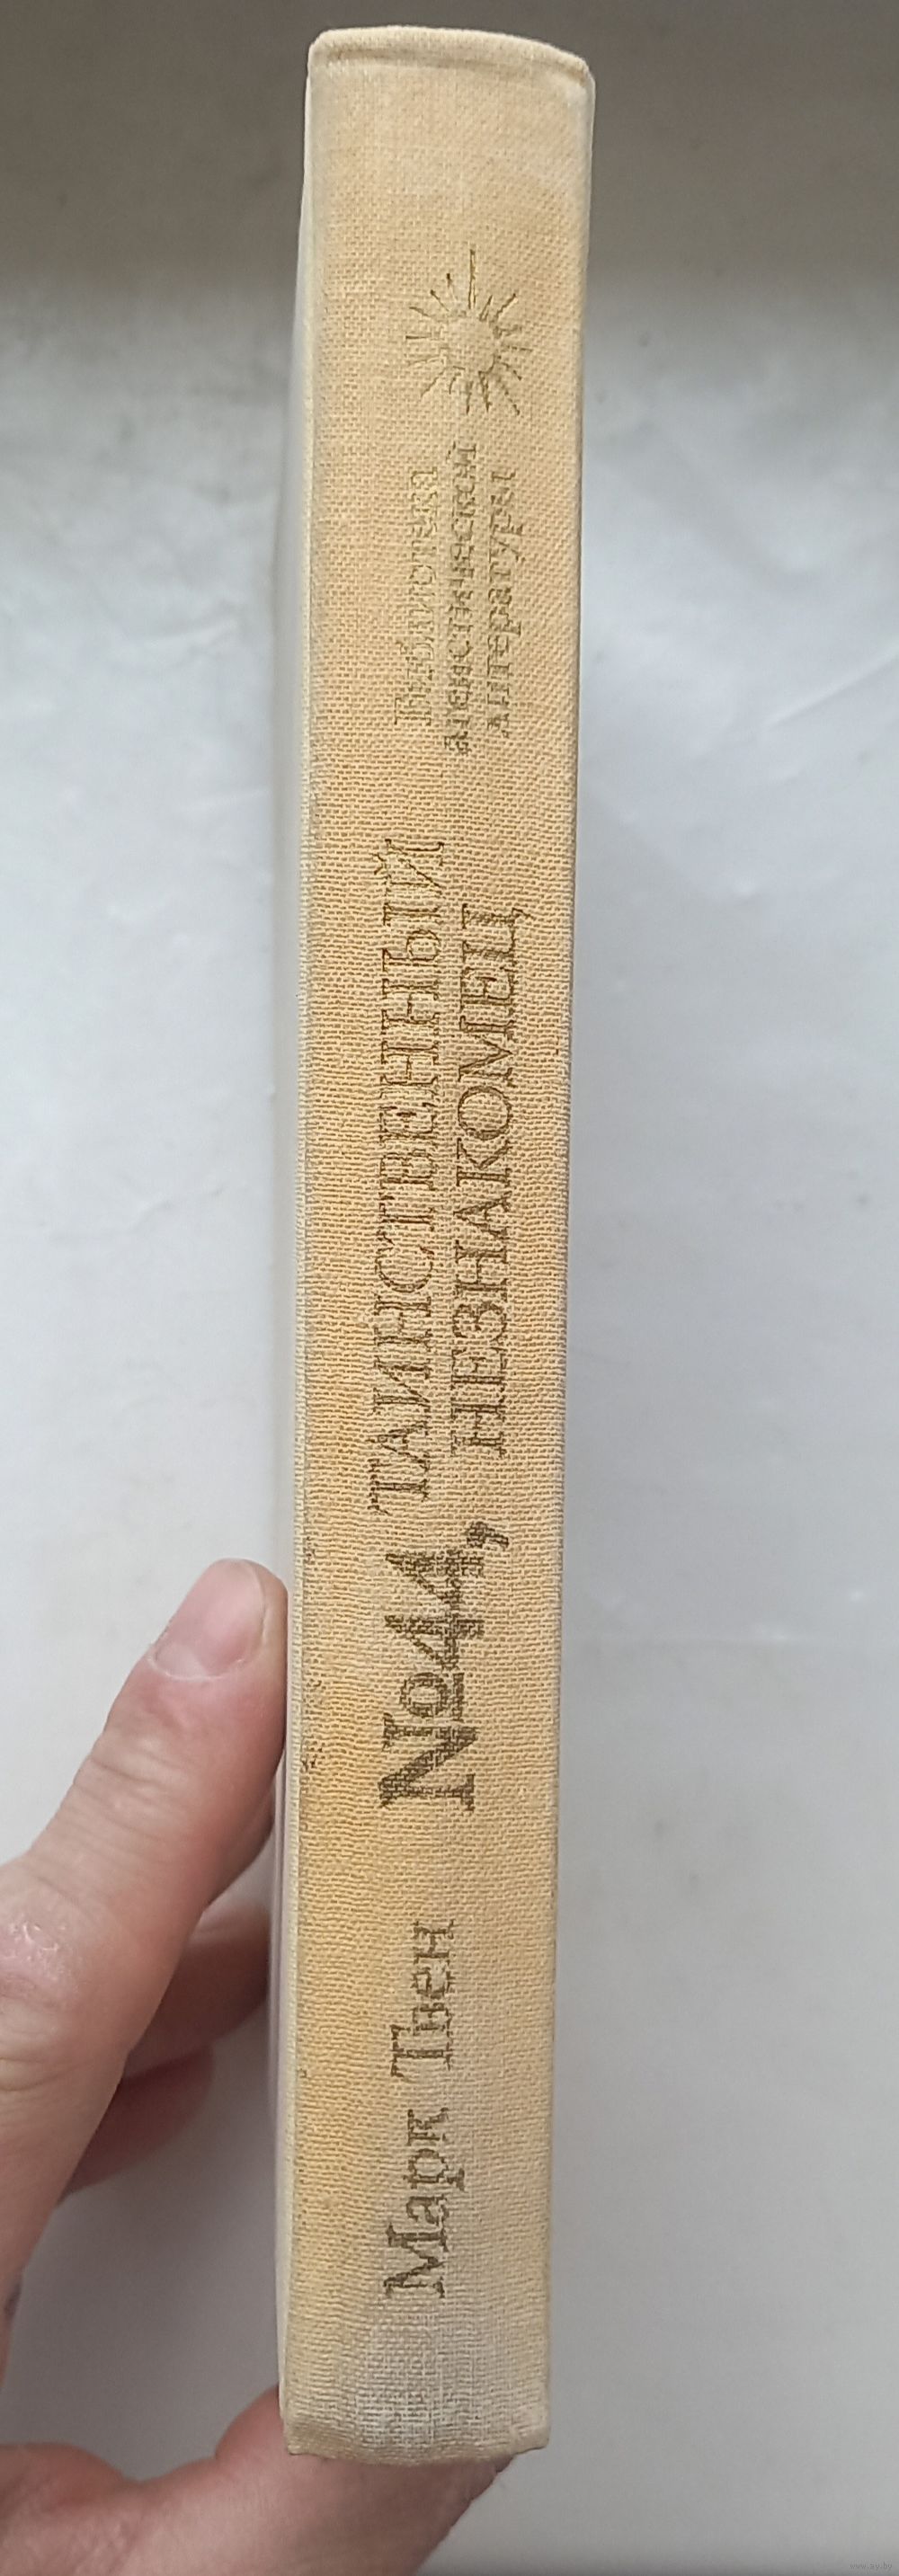 Марк Твен
№44, ТАИНСТВЕННЫЙ
НЕЗНАКОМЕЦ
Библиотека
атеистической
литературы